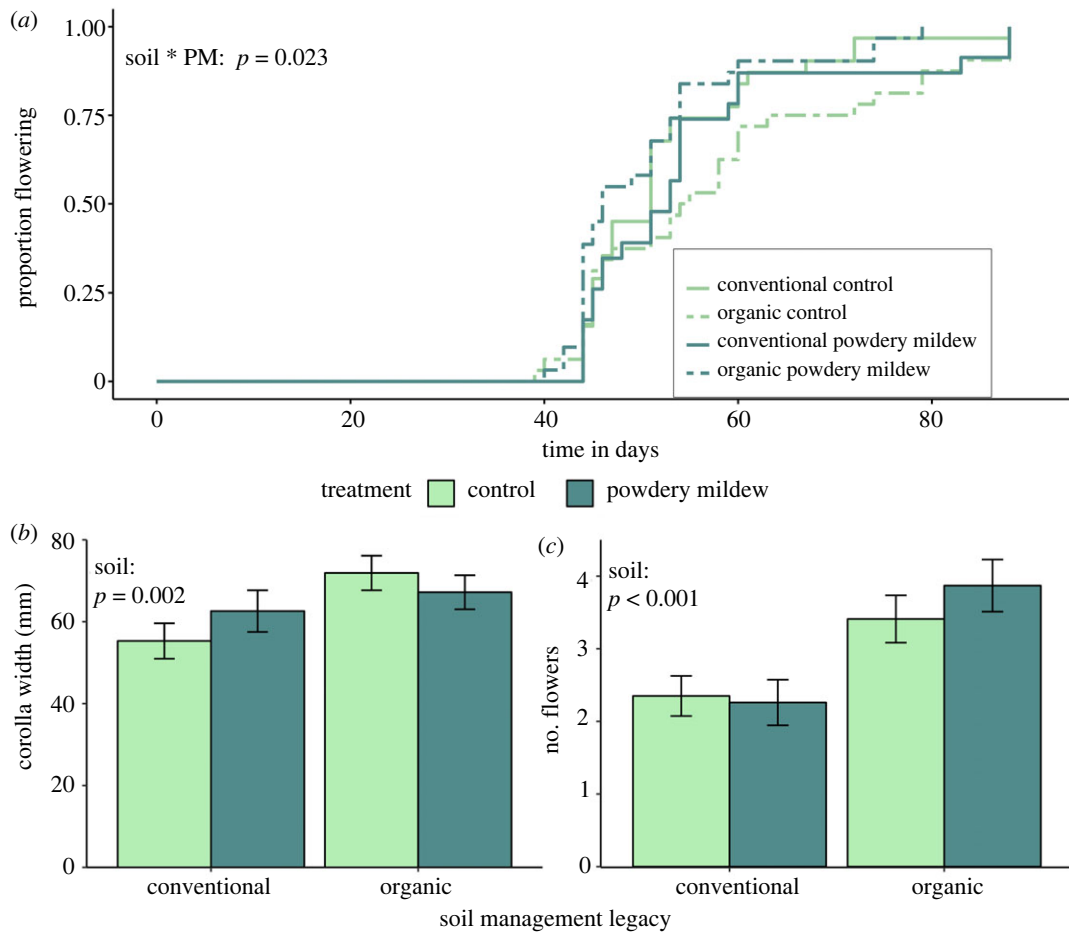 (a)
soil * PM: p = 0.023
proportion flowering
1.00
0.75
0.50
0.25
0
0
20
40
60
80
time in days
conventional control
organic control
conventional powdery mildew
organic powdery mildew
treatment control powdery mildew
(b)
soil:
p = 0.002
corolla width (mm)
80
60
40
20
0
conventional
organic
(c)
soil:
p < 0.001
no. flowers
4
3
2
1
0
conventional
organic
soil management legacy